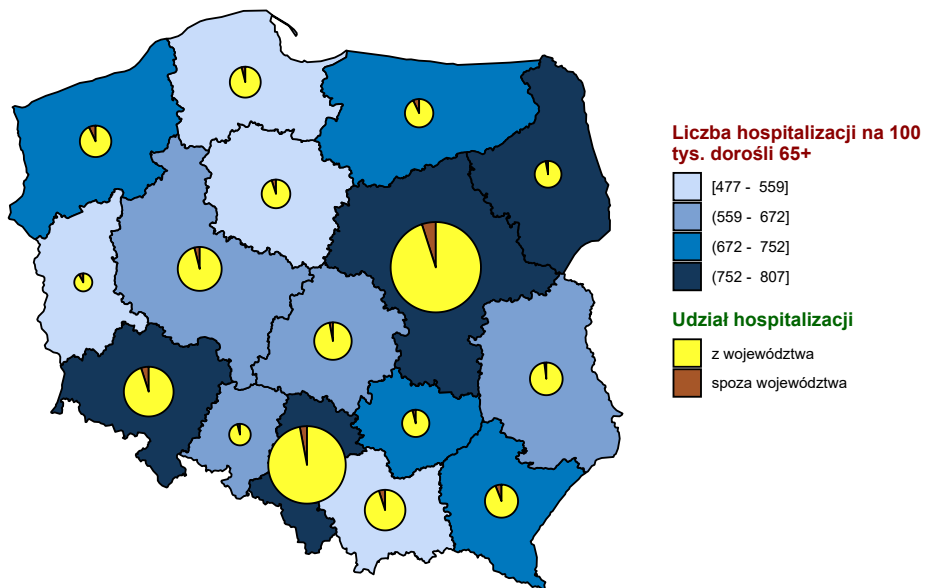 Liczba hospitalizacji na 100
tys. dorośli 65+
[477 - 559]
(559 - 672]
(672 - 752]
(752 - 807]
Udział hospitalizacji
z województwa
spoza województwa